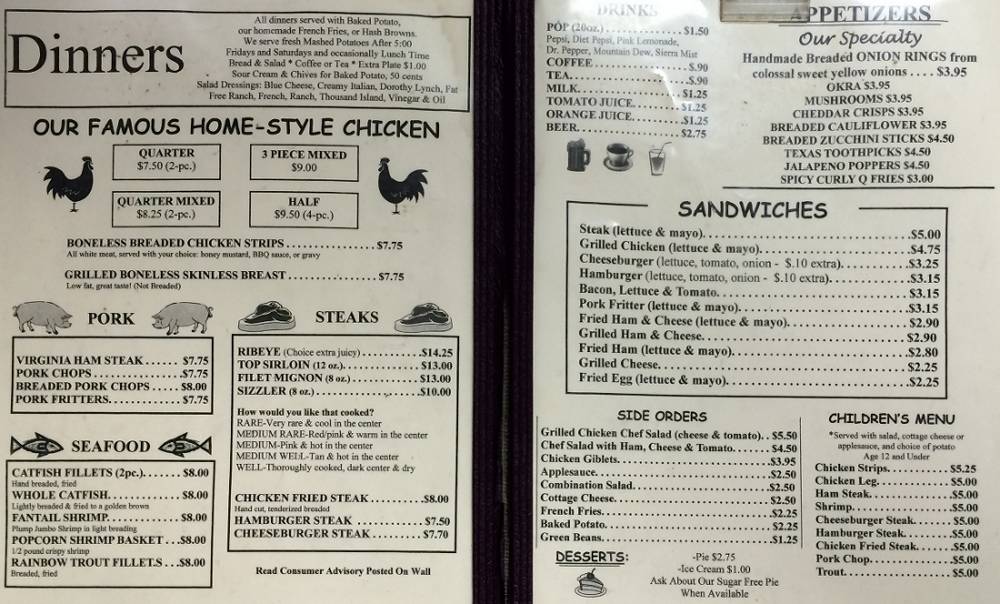 Dinners
All dinners served with Baked Potato,
our homemade French Fries, or Hash Browns.
We serve fresh Mashed Potatoes After 5:00
Fridays and Saturdays and occasionally Lunch Time
Bread & Salad * Coffee or Tea * Extra Plate $1.00
Sour Cream & Chives for Baked Potato, 50 cents
Salad Dressings: Blue Cheese, Creamy Italian, Dorothy Lynch, Fat
Free Ranch, French, Ranch, Thousand Island, Vinegar & Oil
OUR FAMOUS HOME-STYLE CHICKEN
QUARTER
$7.50 (2-pc.)
3 PIECE MIXED
$9.00
QUARTER MIXED
$8.25 (2-pc.)
HALF
$9.50 (4-pc.)
BONELESS BREADED CHICKEN STRIPS . . . . . . . . . . . . . . . . $7.75
All white meat, served with your choice: honey mustard, BBQ sauce, or gravy
GRILLED BONELESS SKINLESS BREAST . . . . . . . . . . . . . . . . $7.75
Low fat, great taste! (Not Breaded)
PORK
VIRGINIA HAM STEAK . . . . . . $7.75
PORK CHOPS . . . . . . . . . . . . . . $7.75
BREADED PORK CHOPS . . . . . $8.00
PORK FRITTERS. . . . . . . . . . . . $7.75
SEAFOOD
CATFISH FILLETS (2pc.). . . . . . $8.00
Hand breaded, fried
WHOLE CATFISH. . . . . . . . . . . . $8.00
Lightly breaded & fried to a golden brown
FANTAIL SHRIMP. . . . . . . . . . . . $8.00
Plump Jumbo Shrimp in light breading
POPCORN SHRIMP BASKET . . .$8.00
1/2 pound crispy shrimp
RAINBOW TROUT FILLET.S . . .$8.00
Breaded, fried
STEAKS
RIBEYE (Choice extra juicy) . . . . . . . . . . . . . $14.25
TOP SIRLOIN (12 oz.). . . . . . . . . . . . . . . . $13.00
FILET MIGNON (8 oz.) . . . . . . . . . . . . . . . $13.00
SIZZLER (8 oz.) . . . . . . . . . . . . . . . . . . . . . $10.00
How would you like that cooked?
RARE-Very rare & cool in the center
MEDIUM RARE-Red/pink & warm in the center
MEDIUM-Pink & hot in the center
MEDIUM WELL-Tan & hot in the center
WELL-Thoroughly cooked, dark center & dry
CHICKEN FRIED STEAK . . . . . . . . . .$8.00
Hand cut, tenderized breaded
HAMBURGER STEAK . . . . . . . . . . . . . $7.50
CHEESEBURGER STEAK . . . . . . . . . . $7.70
Read Consumer Advisory Posted On Wall
DRINKS
POP (20oz.) . . . . . . . . . . . . . . . . $1.50
Pepsi, Diet Pepsi, Pink Lemonade,
Dr. Pepper, Mountain Dew, Sierra Mist
COFFEE . . . . . . . . . . . . . . . . . $.90
TEA. . . . . . . . . . . . . . . . . . . . . $.90
MILK. . . . . . . . . . . . . . . . . . . . $1.25
TOMATO JUICE. . . . . . . . . . . $1.25
ORANGE JUICE. . . . . . . . . . . $1.25
BEER. . . . . . . . . . . . . . . . . . . . $2.75
APPETIZERS
Our Specialty
Handmade Breaded ONION RINGS from
colossal sweet yellow onions . . . . $3.95
OKRA $3.95
MUSHROOMS $3.95
CHEDDAR CRISPS $3.95
BREADED CAULIFLOWER $3.95
BREADED ZUCCHINI STICKS $4.50
TEXAS TOOTHPICKS $4.50
JALAPENO POPPERS $4.50
SPICY CURLY Q FRIES $3.00
SANDWICHES
Steak (lettuce & mayo). . . . . . . . . . . . . . . . . . . . . . $5.00
Grilled Chicken (lettuce & mayo). . . . . . . . . . . . . . . $4.75
Cheeseburger (lettuce, tomato, onion - $.10 extra). . . . . . . . . $3.25
Hamburger (lettuce, tomato, onion - $.10 extra). . . . . . . . . . $3.15
Bacon, Lettuce & Tomato. . . . . . . . . . . . . . . . . . . . $3.15
Pork Fritter (lettuce & mayo). . . . . . . . . . . . . . . . . . $3.15
Fried Ham & Cheese (lettuce & mayo). . . . . . . . . . . . $2.90
Grilled Ham & Cheese. . . . . . . . . . . . . . . . . . . . . . $2.90
Fried Ham (lettuce & mayo). . . . . . . . . . . . . . . . . . $2.80
Grilled Cheese. . . . . . . . . . . . . . . . . . . . . . . . . . . $2.25
Fried Egg (lettuce & mayo). . . . . . . . . . . . . . . . . . . $2.25
SIDE ORDERS
Grilled Chicken Chef Salad (cheese & tomato). . $5.50
Chef Salad with Ham, Cheese & Tomato. . . . . . $4.50
Chicken Giblets. . . . . . . . . . . . . . . . . . . . . . $3.95
Applesauce. . . . . . . . . . . . . . . . . . . . . . . . . $2.50
Combination Salad. . . . . . . . . . . . . . . . . . . . $2.50
Cottage Cheese. . . . . . . . . . . . . . . . . . . . . . $2.50
French Fries. . . . . . . . . . . . . . . . . . . . . . . . $2.25
Baked Potato. . . . . . . . . . . . . . . . . . . . . . . $2.25
Green Beans. . . . . . . . . . . . . . . . . . . . . . . .$1.25
DESSERTS:
-Pie $2.75
-Ice Cream $1.00
Ask About Our Sugar Free Pie
When Available
CHILDREN'S MENU
*Served with salad, cottage cheese or
applesauce, and choice of potato
Age 12 and Under
Chicken Strips. . . . . . . . . . . . $5.25
Chicken Leg. . . . . . . . . . . . . $5.00
Ham Steak. . . . . . . . . . . . . . $5.00
Shrimp. . . . . . . . . . . . . . . . . $5.00
Cheeseburger Steak. . . . . . . $5.00
Hamburger Steak. . . . . . . . . $5.00
Chicken Fried Steak. . . . . . . $5.00
Pork Chop. . . . . . . . . . . . . . $5.00
Trout. . . . . . . . . . . . . . . . . . $5.00